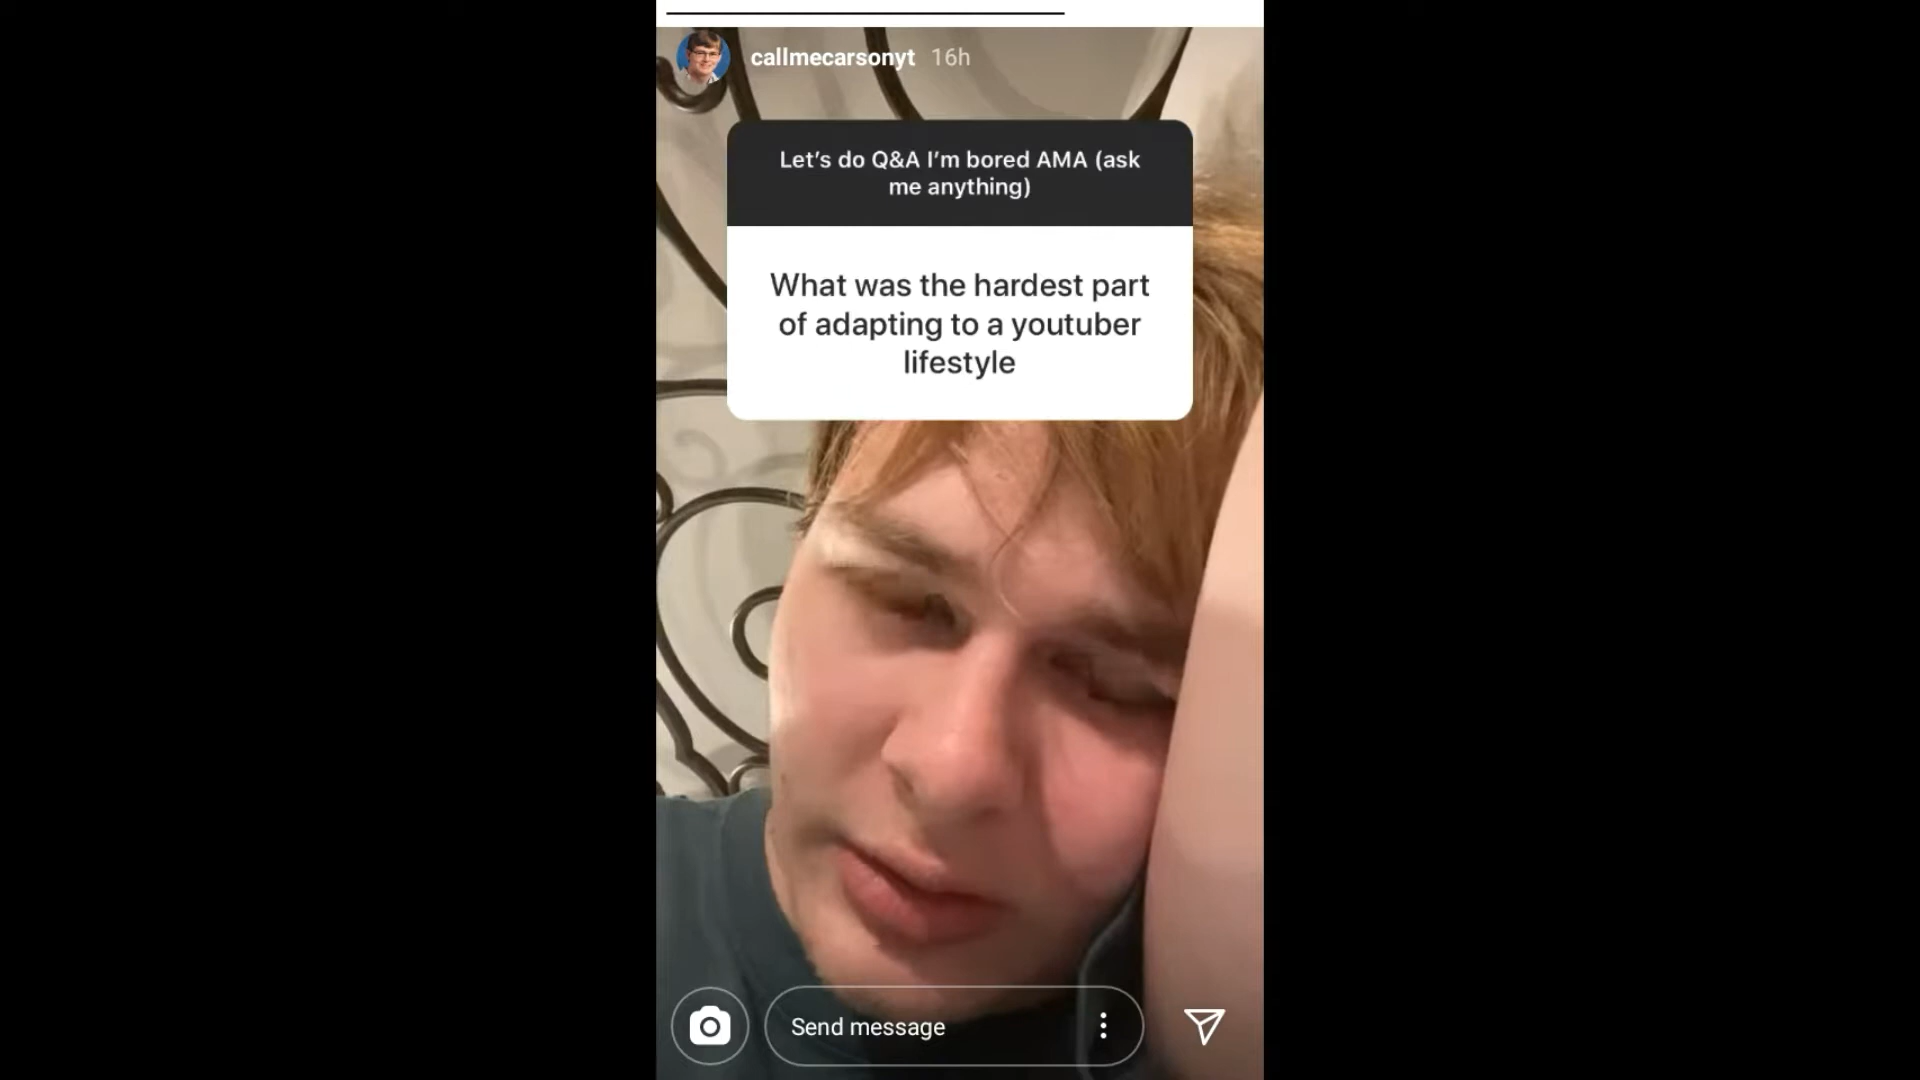 callmecarsonyt 16h
Let's do Q&A I'm bored AMA (ask
me anything)
What was the hardest part
of adapting to a youtuber
lifestyle
Send message